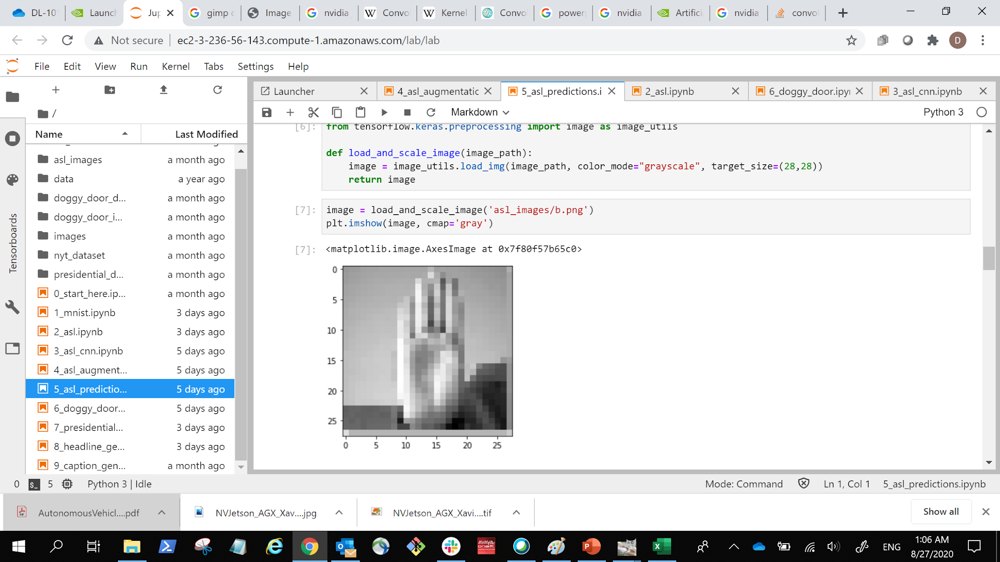 DL-101
Launch
Jup
gimp c
Image
nvidia
Convo
Kernel
Convo
power
nvidia
Artifici
nvidia
convo
Not secure
ec2-3-236-56-143.compute-1.amazonaws.com/lab/lab
D
File Edit View Run Kernel Tabs Settings Help
Launcher
4_asl_augmentatic
5_asl_predictions.i
2_asl.ipynb
6_doggy_door.ipyr
3_asl_cnn.ipynb
/
Markdown
Python 3
Name Last Modified
Tensorboards
asl_images a month ago
data a year ago
doggy_door_d... a month ago
doggy_door_i... a month ago
images a month ago
nyt_dataset a month ago
presidential_d... a month ago
0_start_here.ip... a month ago
1_mnist.ipynb 3 days ago
2_asl.ipynb 3 days ago
3_asl_cnn.ipynb 5 days ago
4_asl_augment... 5 days ago
5_asl_predictio... 5 days ago
6_doggy_door... 5 days ago
7_presidential... 3 days ago
8_headline_ge... 3 days ago
9_caption_gen... a month ago
[6]: from tensorflow.keras.preprocessing import image as image_utils
def load_and_scale_image(image_path):
image = image_utils.load_img(image_path, color_mode="grayscale", target_size=(28,28))
return image
[7]: image = load_and_scale_image('asl_images/b.png')
plt.imshow(image, cmap='gray')
[7]: <matplotlib.image.AxesImage at 0x7f80f57b65c0>
0
5
10
15
20
25
0 5 10 15 20 25
0 $_ 5 Python 3 | Idle
Mode: Command Ln 1, Col 1 5_asl_predictions.ipynb
AutonomousVehicl....pdf
NVJetson_AGX_Xav....jpg
NVJetson_AGX_Xavi....tif
Show all
AVAYA
one-X
ENG
1:06 AM
8/27/2020